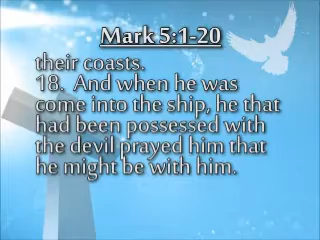 Mark 5:1-20
their coasts.
18.  And when he was
come into the ship, he that
had been possessed with
the devil prayed him that
he might be with him.